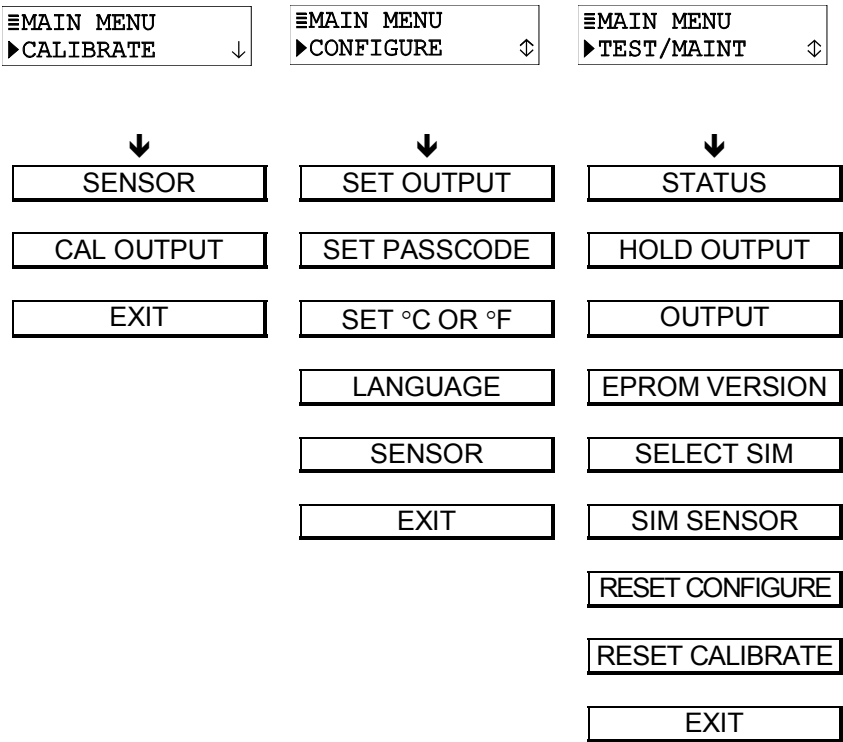 ≡MAIN MENU
▶CALIBRATE ↓
≡MAIN MENU
▶CONFIGURE ↕
≡MAIN MENU
▶TEST/MAINT ↕
SENSOR
CAL OUTPUT
EXIT
SET OUTPUT
SET PASSCODE
SET °C OR °F
LANGUAGE
SENSOR
EXIT
STATUS
HOLD OUTPUT
OUTPUT
EPROM VERSION
SELECT SIM
SIM SENSOR
RESET CONFIGURE
RESET CALIBRATE
EXIT